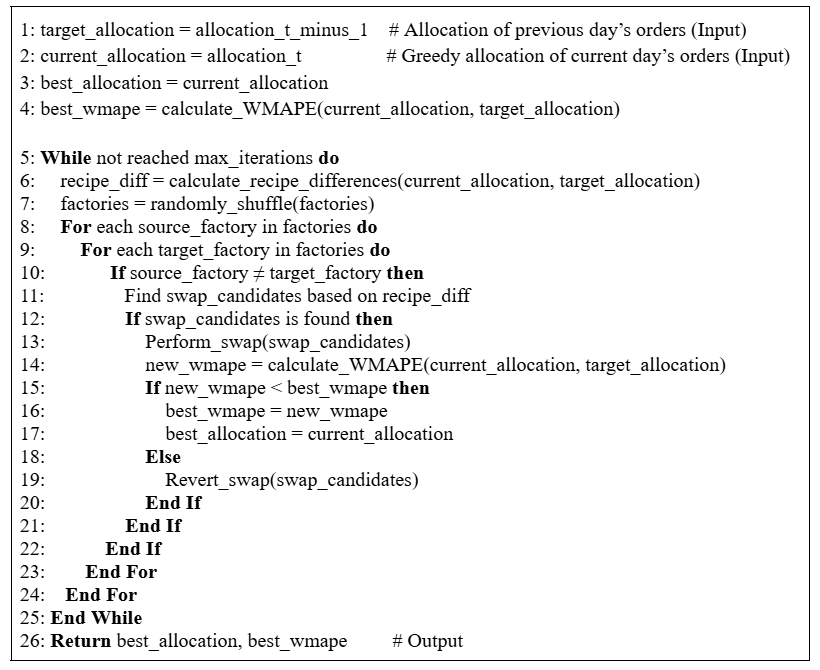 1: target_allocation = allocation_t_minus_1 # Allocation of previous day’s orders (Input)
2: current_allocation = allocation_t # Greedy allocation of current day’s orders (Input)
3: best_allocation = current_allocation
4: best_wmape = calculate_WMAPE(current_allocation, target_allocation)
5: While not reached max_iterations do
6: recipe_diff = calculate_recipe_differences(current_allocation, target_allocation)
7: factories = randomly_shuffle(factories)
8: For each source_factory in factories do
9: For each target_factory in factories do
10: If source_factory ≠ target_factory then
11: Find swap_candidates based on recipe_diff
12: If swap_candidates is found then
13: Perform_swap(swap_candidates)
14: new_wmape = calculate_WMAPE(current_allocation, target_allocation)
15: If new_wmape < best_wmape then
16: best_wmape = new_wmape
17: best_allocation = current_allocation
18: Else
19: Revert_swap(swap_candidates)
20: End If
21: End If
22: End If
23: End For
24: End For
25: End While
26: Return best_allocation, best_wmape # Output